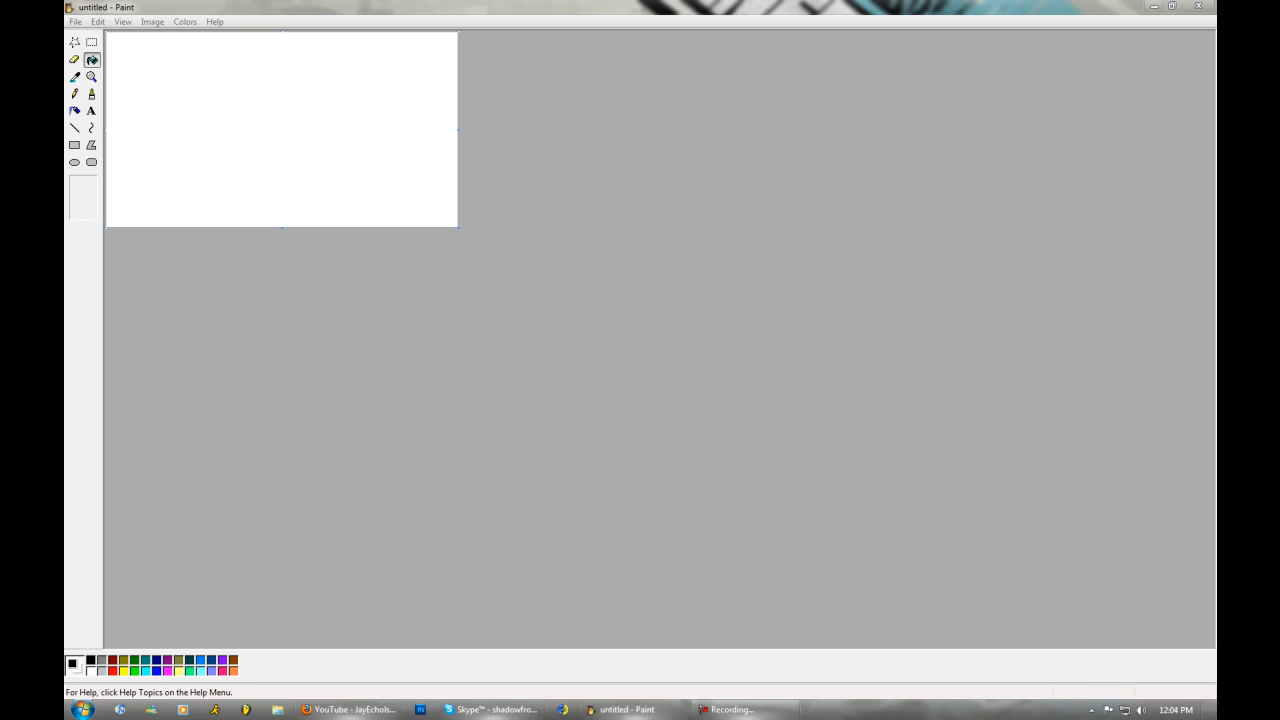 untitled - Paint
File Edit View Image Colors Help
A
For Help, click Help Topics on the Help Menu.
YouTube - JayEchols...
Skype™ - shadowfro...
untitled - Paint
Recording...
12:04 PM